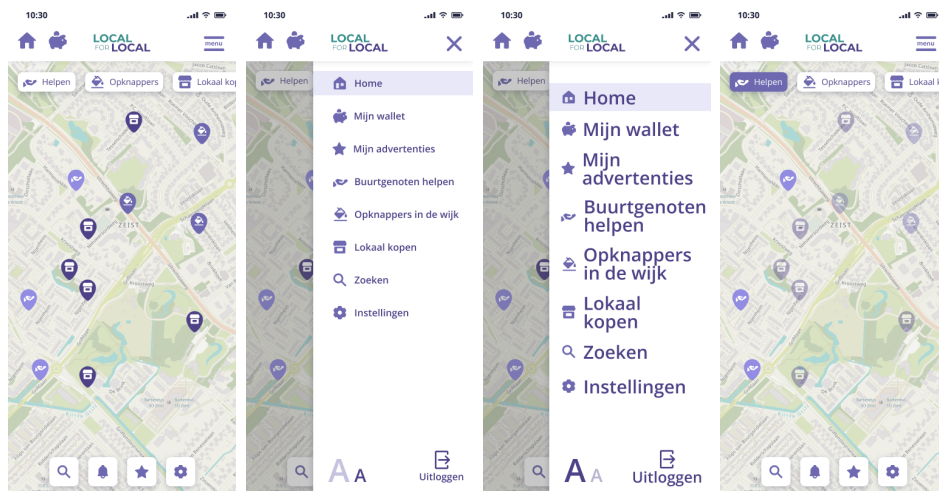 10:30
LOCAL
FOR LOCAL
menu
Helpen
Opknappers
Lokaal kop
ZEIST
10:30
LOCAL
FOR LOCAL
Helpen
Home
Mijn wallet
Mijn advertenties
Buurtgenoten helpen
Opknappers in de wijk
Lokaal kopen
Zoeken
Instellingen
A A
Uitloggen
10:30
LOCAL
FOR LOCAL
Helpen
Home
Mijn wallet
Mijn
advertenties
Buurtgenoten
helpen
Opknappers
in de wijk
Lokaal
kopen
Zoeken
Instellingen
A A
Uitloggen
10:30
LOCAL
FOR LOCAL
menu
Helpen
Opknappers
Lokaal k
ZEIST